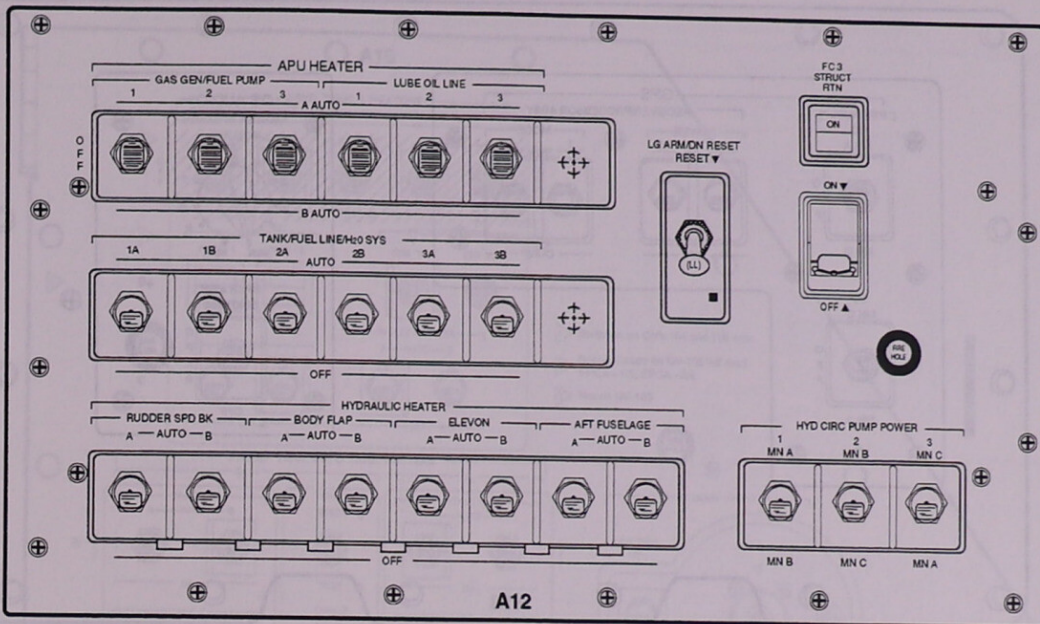 APU HEATER
GAS GEN/FUEL PUMP LUBE OIL LINE
1 2 3 1 2 3
A AUTO
OFF
B AUTO
TANK/FUEL LINE/H2O SYS
1A 1B 2A 2B 3A 3B
AUTO
OFF
HYDRAULIC HEATER
RUDDER SPD BK BODY FLAP ELEVON AFT FUSELAGE
A — AUTO — B A — AUTO — B A — AUTO — B A — AUTO — B
OFF
LG ARM/DN RESET
RESET ▼
(LL)
FC 3
STRUCT
RTN
ON
ON ▼
OFF ▲
FIRE
HOLE
HYD CIRC PUMP POWER
1 2 3
MN A MN B MN C
MN B MN C MN A
A12